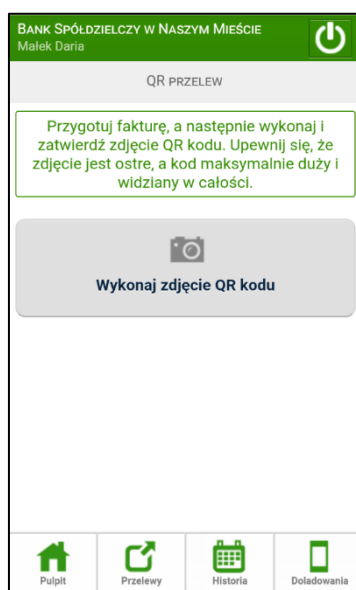 Bank Spółdzielczy w Naszym Mieście
Małek Daria
QR przelew
Przygotuj fakturę, a następnie wykonaj i
zatwierdź zdjęcie QR kodu. Upewnij się, że
zdjęcie jest ostre, a kod maksymalnie duży i
widziany w całości.
Wykonaj zdjęcie QR kodu
Pulpit Przelewy Historia Doładowania